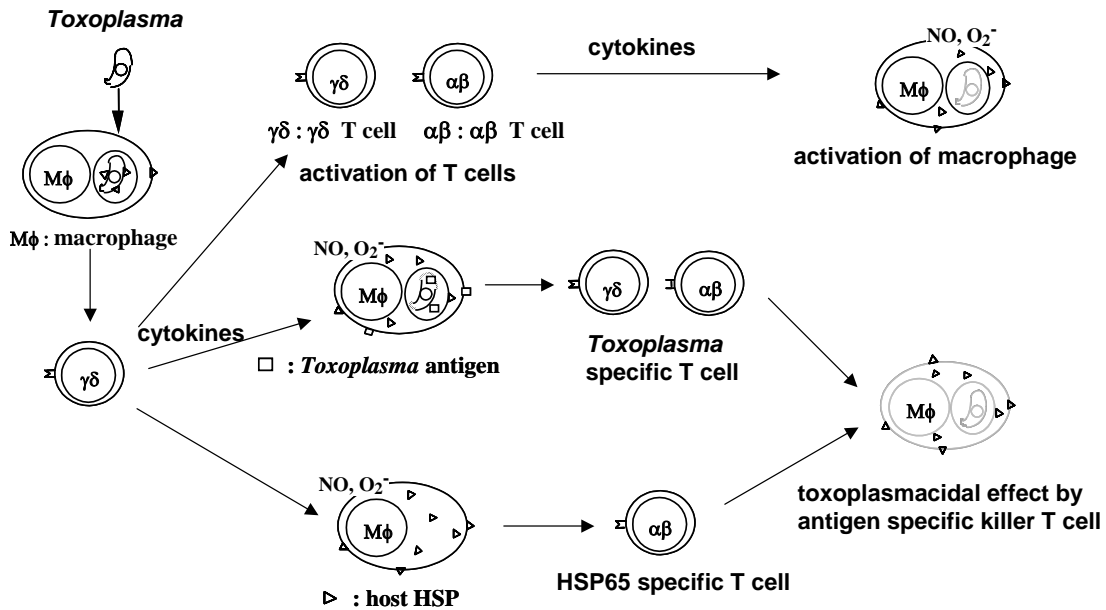 Toxoplasma
Mϕ
Mϕ : macrophage
γδ
γδ
αβ
γδ : γδ T cell
αβ : αβ T cell
activation of T cells
cytokines
NO, O₂⁻
Mϕ
activation of macrophage
cytokines
NO, O₂⁻
Mϕ
□ : Toxoplasma antigen
γδ
αβ
Toxoplasma
specific T cell
NO, O₂⁻
Mϕ
▷ : host HSP
αβ
HSP65 specific T cell
Mϕ
toxoplasmacidal effect by
antigen specific killer T cell